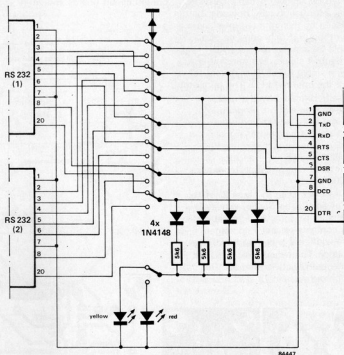 1
2
3
4
5
6
7
8
20
RS 232
(1)
1
2
3
4
5
6
7
8
20
RS 232
(2)
1 GND
2 TxD
3 RxD
4 RTS
5 CTS
6 DSR
7 GND
8 DCD
20 DTR
4x
1N4148
5k6
5k6
5k6
5k6
yellow
red
84447